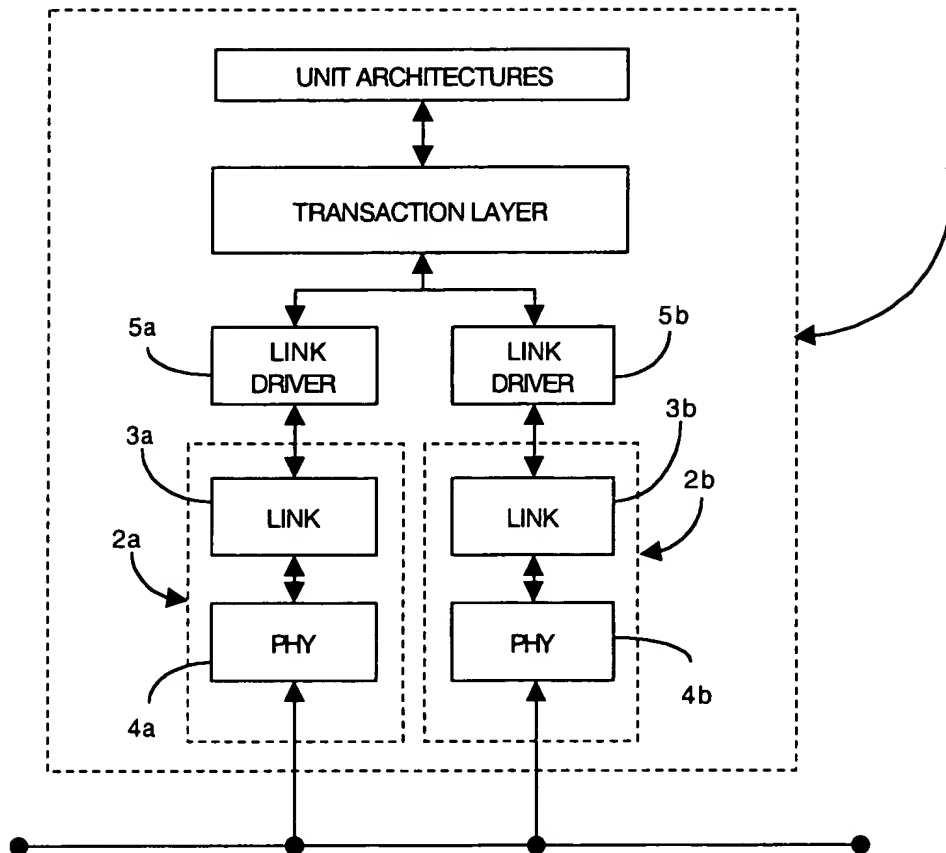 UNIT ARCHITECTURES
TRANSACTION LAYER
5a
LINK
DRIVER
LINK
DRIVER
5b
3a
LINK
LINK
3b
2a
2b
PHY
PHY
4a
4b